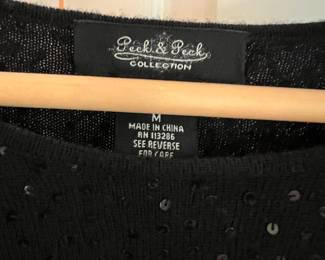 Peck & Peck
COLLECTION
M
MADE IN CHINA
RN 113286
SEE REVERSE
FOR CARE